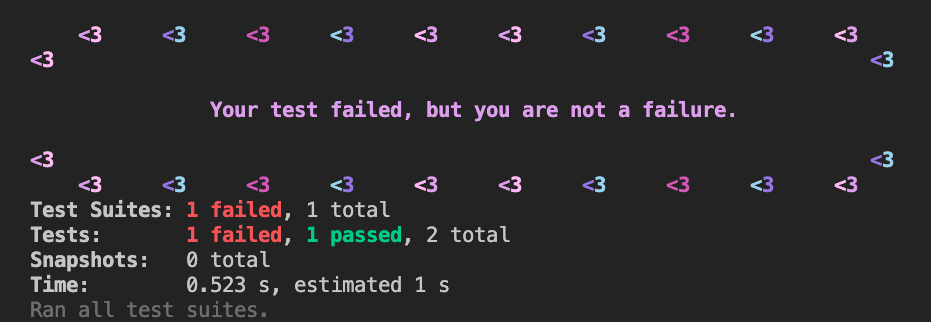 <3 <3 <3 <3 <3 <3 <3 <3 <3 <3
<3 <3
Your test failed, but you are not a failure.
<3 <3
<3 <3 <3 <3 <3 <3 <3 <3 <3 <3
Test Suites: 1 failed, 1 total
Tests: 1 failed, 1 passed, 2 total
Snapshots: 0 total
Time: 0.523 s, estimated 1 s
Ran all test suites.